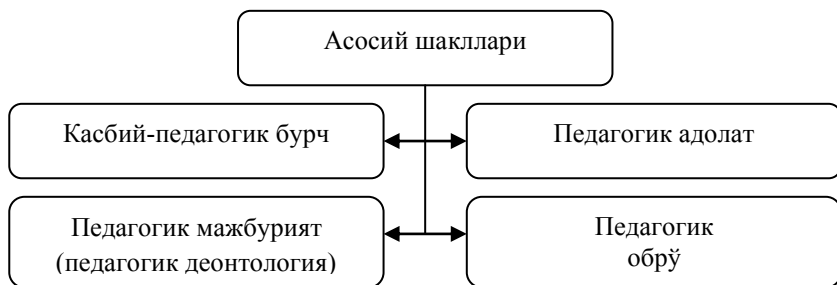 Асосий шакллари
Касбий-педагогик бурч
Педагогик адолат
Педагогик мажбурият
(педагогик деонтология)
Педагогик
обрў